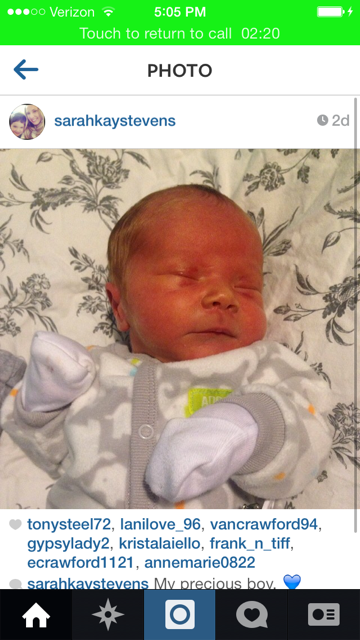 Verizon 5:05 PM
Touch to return to call 02:20
PHOTO
sarahkaystevens 2d
tonysteel72, lanilove_96, vancrawford94,
gypsylady2, kristalaiello, frank_n_tiff,
ecrawford1121, annemarie0822
sarahkaystevens My precious boy. 💙